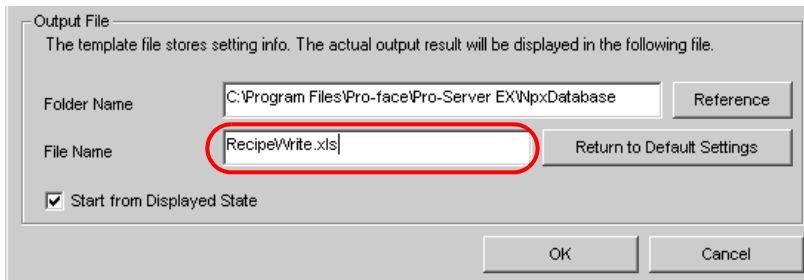 Output File
The template file stores setting info. The actual output result will be displayed in the following file.
Folder Name C:\Program Files\Pro-face\Pro-Server EX\NpxDatabase Reference
File Name RecipeWrite.xls Return to Default Settings
Start from Displayed State
OK Cancel